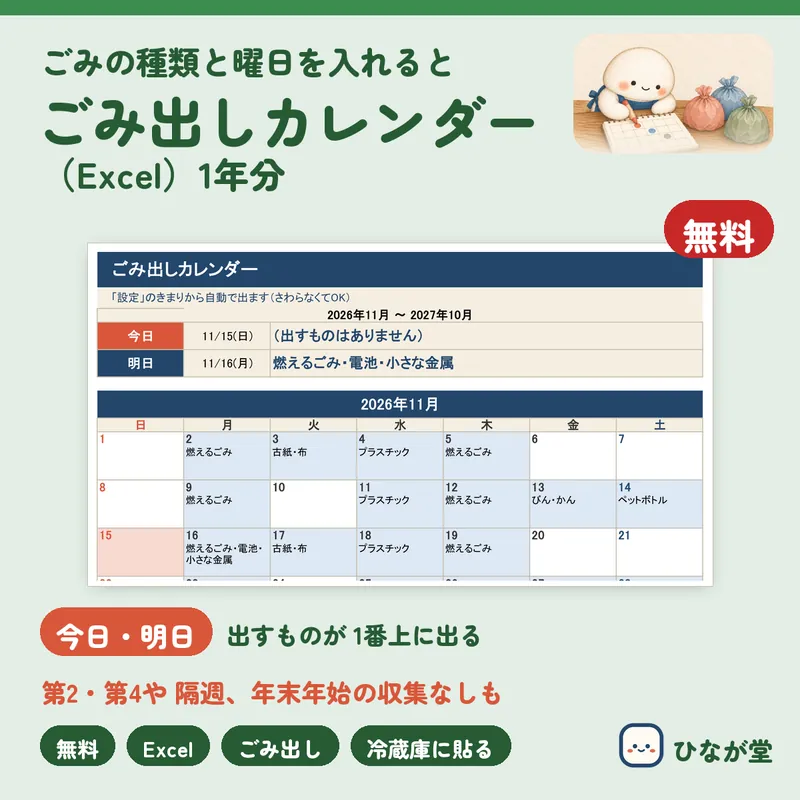 ごみの種類と曜日を入れると
ごみ出しカレンダー
（Excel）1年分
無料
ごみ出しカレンダー
「設定」のきまりから自動で出ます（さわらなくてOK）
2026年11月 ～ 2027年10月
今日 11/15(日) （出すものはありません）
明日 11/16(月) 燃えるごみ・電池・小さな金属
2026年11月
日 月 火 水 木 金 土
1 2 3 4 5 6 7
燃えるごみ 古紙・布 プラスチック 燃えるごみ
8 9 10 11 12 13 14
燃えるごみ プラスチック 燃えるごみ びん・かん ペットボトル
15 16 17 18 19 20 21
燃えるごみ・電池・ 古紙・布 プラスチック 燃えるごみ
小さな金属
今日・明日 出すものが 1番上に出る
第2・第4や 隔週、年末年始の収集なしも
無料 Excel ごみ出し 冷蔵庫に貼る
ひなが堂